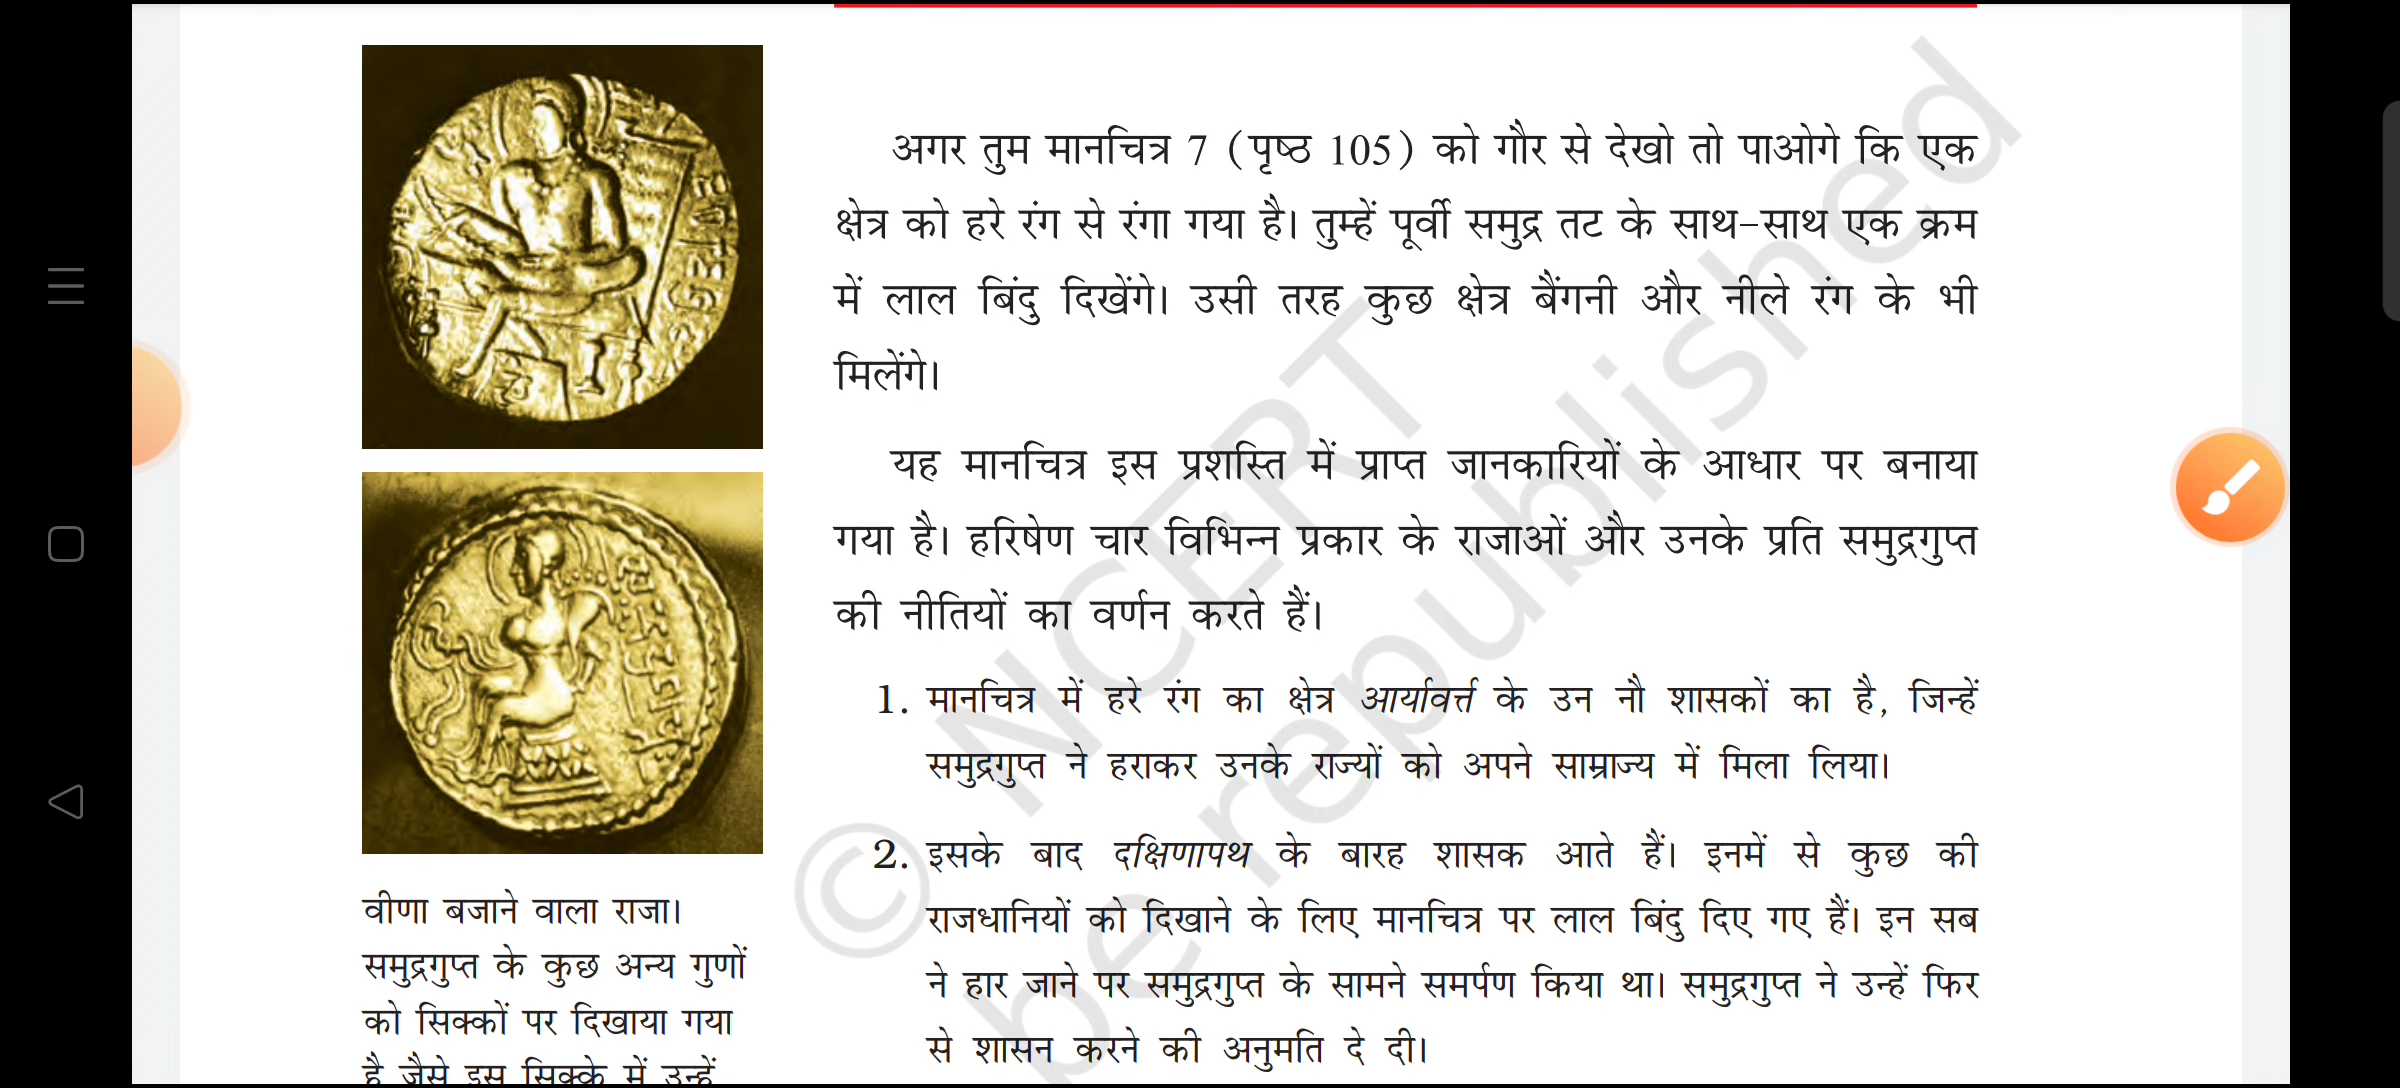 अगर तुम मानचित्र 7 (पृष्ठ 105) को गौर से देखो तो पाओगे कि एक
क्षेत्र को हरे रंग से रंगा गया है। तुम्हें पूर्वी समुद्र तट के साथ-साथ एक क्रम
में लाल बिंदु दिखेंगे। उसी तरह कुछ क्षेत्र बैंगनी और नीले रंग के भी
मिलेंगे।
यह मानचित्र इस प्रशस्ति में प्राप्त जानकारियों के आधार पर बनाया
गया है। हरिषेण चार विभिन्न प्रकार के राजाओं और उनके प्रति समुद्रगुप्त
की नीतियों का वर्णन करते हैं।
1. मानचित्र में हरे रंग का क्षेत्र आर्यावर्त्त के उन नौ शासकों का है, जिन्हें
समुद्रगुप्त ने हराकर उनके राज्यों को अपने साम्राज्य में मिला लिया।
2. इसके बाद दक्षिणापथ के बारह शासक आते हैं। इनमें से कुछ की
राजधानियों को दिखाने के लिए मानचित्र पर लाल बिंदु दिए गए हैं। इन सब
ने हार जाने पर समुद्रगुप्त के सामने समर्पण किया था। समुद्रगुप्त ने उन्हें फिर
से शासन करने की अनुमति दे दी।
वीणा बजाने वाला राजा।
समुद्रगुप्त के कुछ अन्य गुणों
को सिक्कों पर दिखाया गया
है जैसे इस सिक्के में उन्हें
© NCERT
be republished